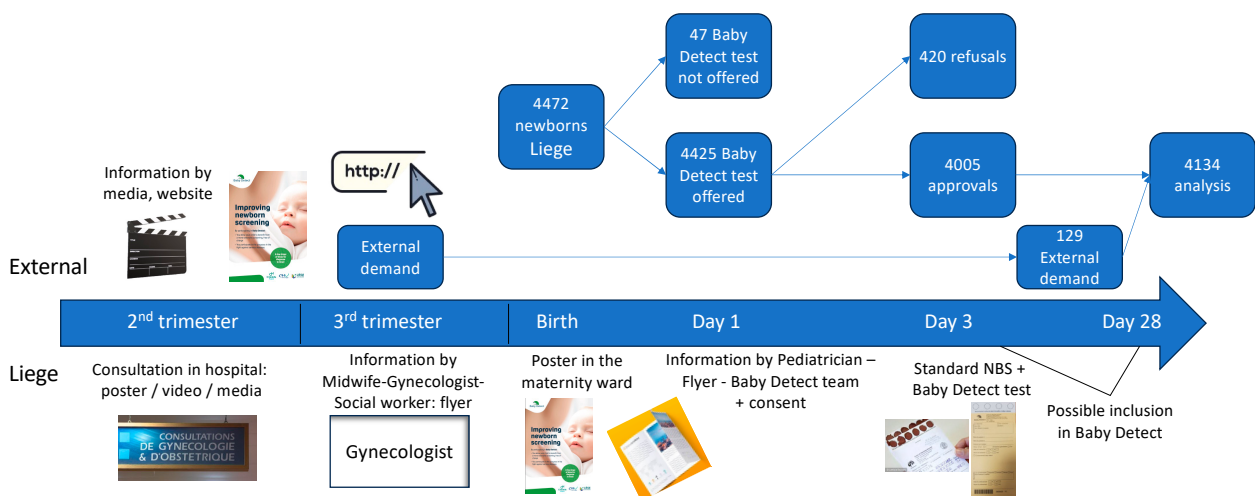 47 Baby
Detect test
not offered
420 refusals
4472
newborns
Liege
4425 Baby
Detect test
offered
4005
approvals
4134
analysis
Information by
media, website
http://
Improving
newborn
screening
External
demand
129
External
demand
External
2nd trimester
3rd trimester
Birth
Day 1
Day 3
Day 28
Liege
Consultation in hospital:
poster / video / media
CONSULTATIONS
DE GYNECOLOGIE
& D'OBSTETRIQUE
Information by
Midwife-Gynecologist-
Social worker: flyer
Gynecologist
Poster in the
maternity ward
Improving
newborn
screening
Information by Pediatrician –
Flyer - Baby Detect team
+ consent
Standard NBS +
Baby Detect test
Possible inclusion
in Baby Detect